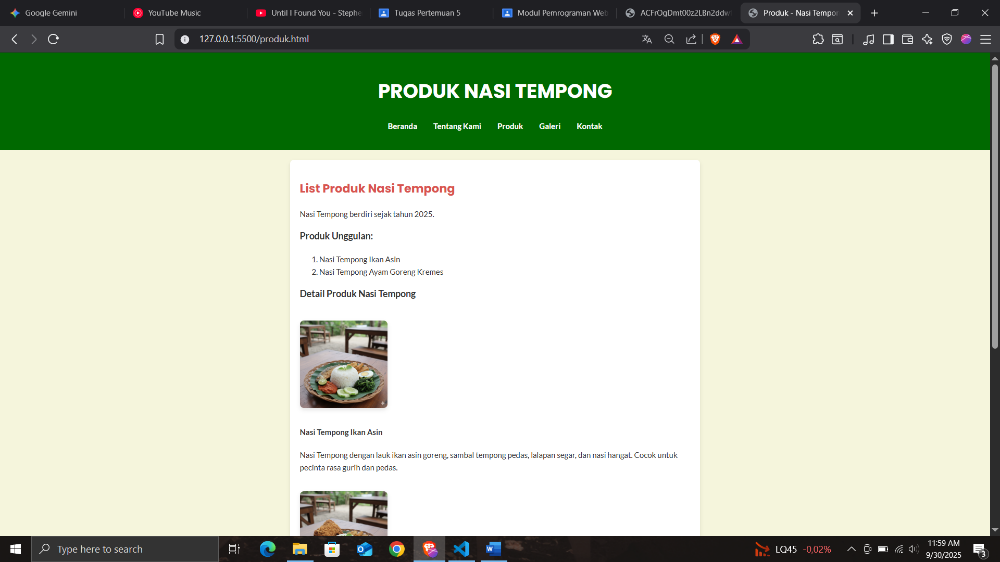 Google Gemini
YouTube Music
Until I Found You - Stephe
Tugas Pertemuan 5
Modul Pemrograman Web
ACFrOgDmt00z2LBn2ddw
Produk - Nasi Tempon
127.0.0.1:5500/produk.html
PRODUK NASI TEMPONG
Beranda Tentang Kami Produk Galeri Kontak
List Produk Nasi Tempong
Nasi Tempong berdiri sejak tahun 2025.
Produk Unggulan:
1. Nasi Tempong Ikan Asin
2. Nasi Tempong Ayam Goreng Kremes
Detail Produk Nasi Tempong
Nasi Tempong Ikan Asin
Nasi Tempong dengan lauk ikan asin goreng, sambal tempong pedas, lalapan segar, dan nasi hangat. Cocok untuk
pecinta rasa gurih dan pedas.
Type here to search
LQ45 -0,02%
11:59 AM
9/30/2025
3